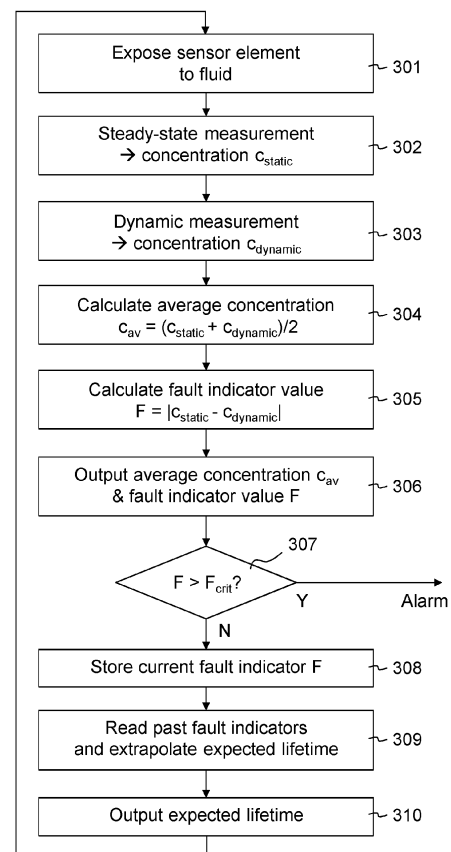 Expose sensor element
to fluid
301
Steady-state measurement
→ concentration cstatic
302
Dynamic measurement
→ concentration cdynamic
303
Calculate average concentration
cav = (cstatic + cdynamic)/2
304
Calculate fault indicator value
F = |cstatic - cdynamic|
305
Output average concentration cav
& fault indicator value F
306
307
F > Fcrit?
Y
Alarm
N
Store current fault indicator F
308
Read past fault indicators
and extrapolate expected lifetime
309
Output expected lifetime
310